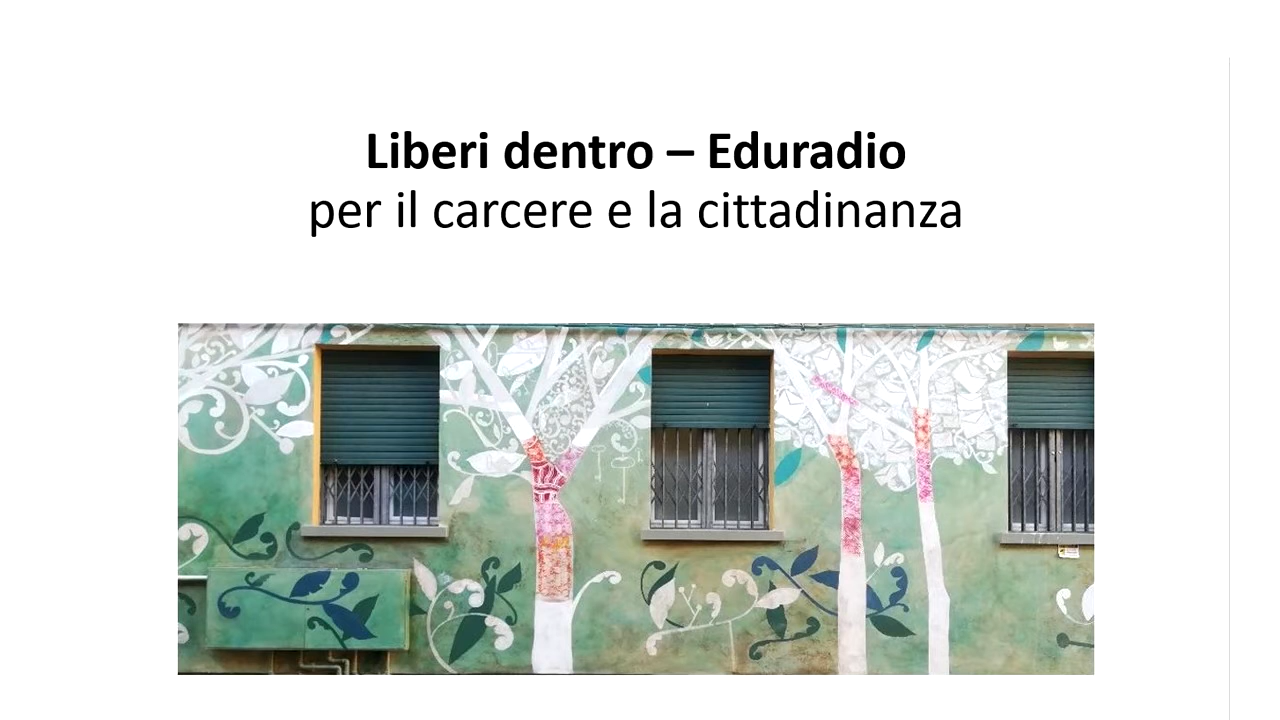 Liberi dentro – Eduradio
per il carcere e la cittadinanza